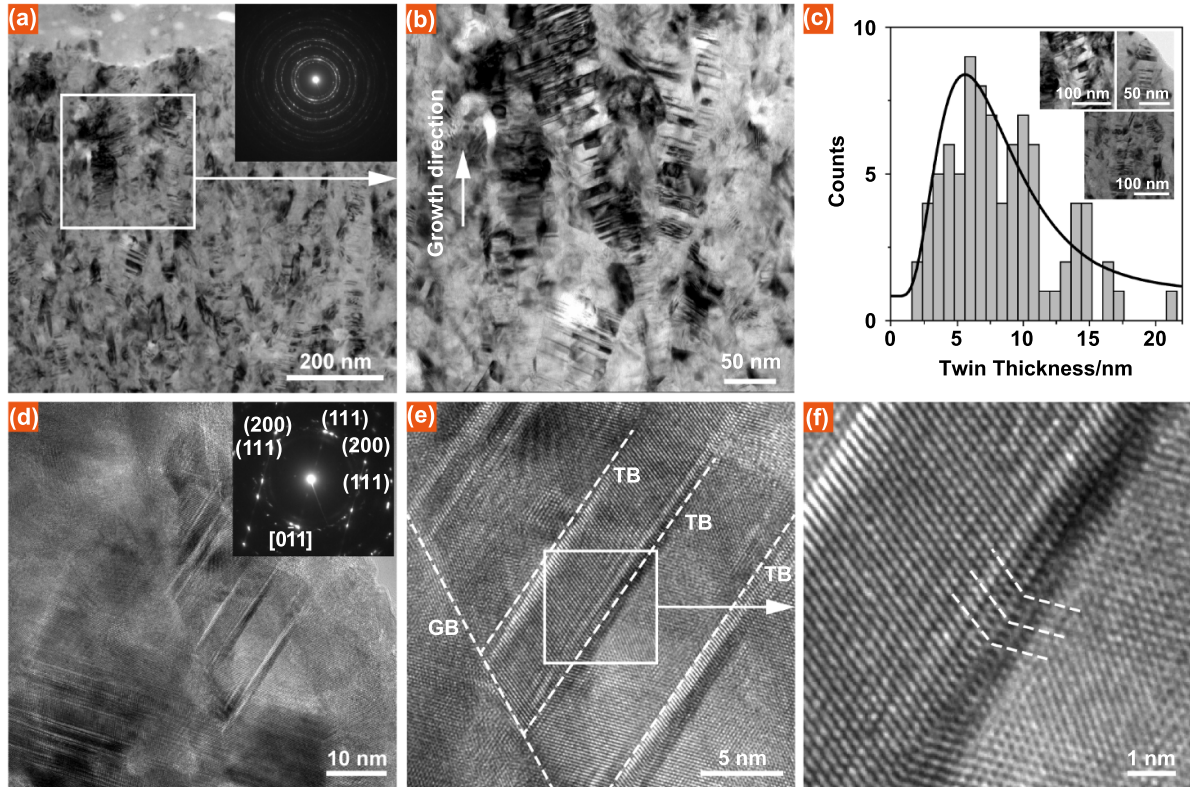 (a)
200 nm
(b)
Growth direction
50 nm
(c)
10
5
0
Counts
0 5 10 15 20
Twin Thickness/nm
100 nm
50 nm
100 nm
(d)
(111)
(200)
(200)
(111)
(111)
[011]
10 nm
(e)
TB
TB
TB
GB
5 nm
(f)
1 nm